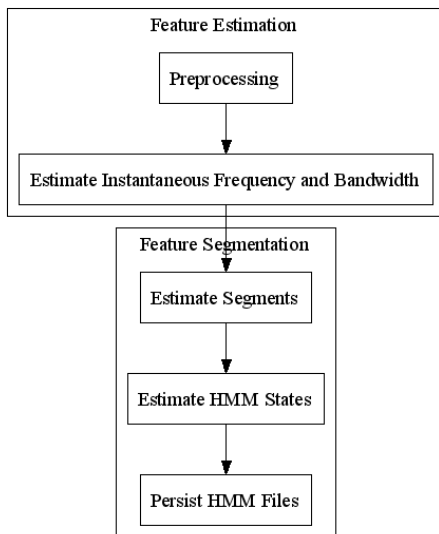 Feature Estimation
Preprocessing
Estimate Instantaneous Frequency and Bandwidth
Feature Segmentation
Estimate Segments
Estimate HMM States
Persist HMM Files